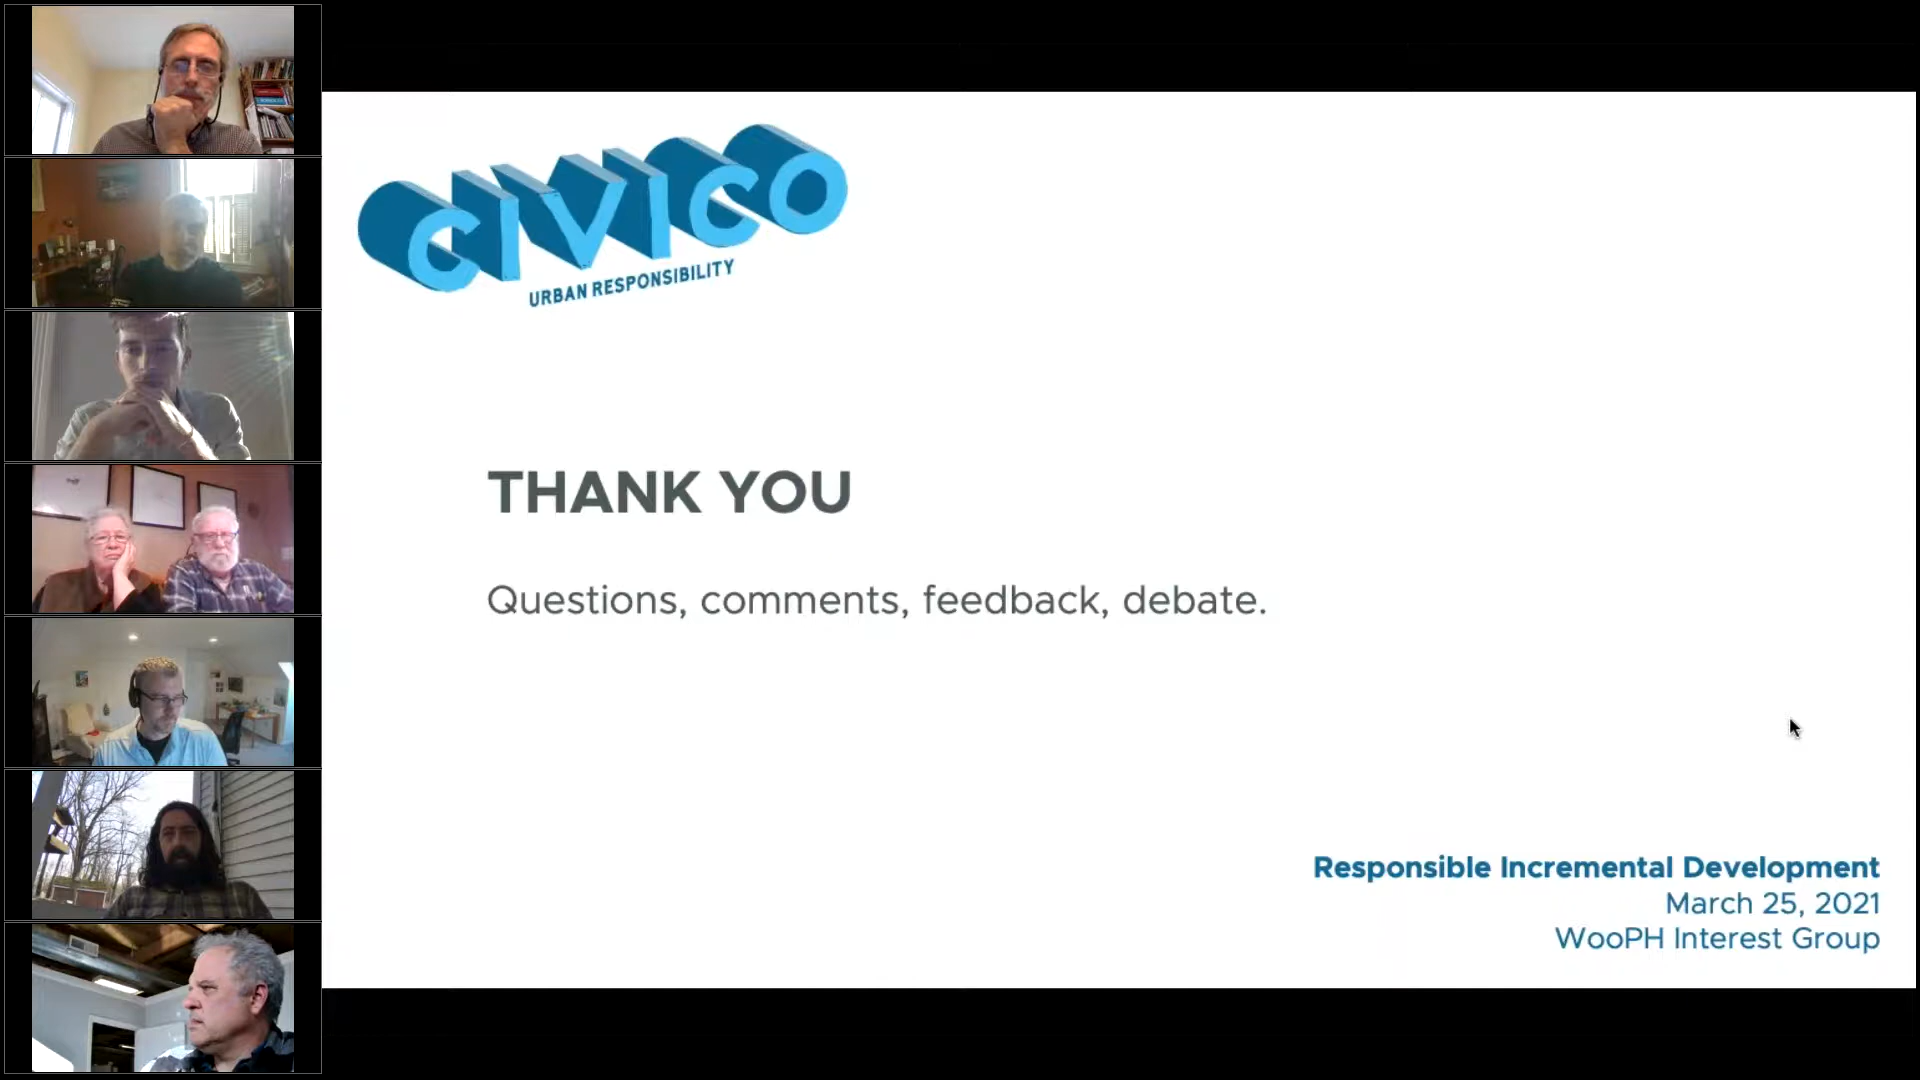 CIVICO
URBAN RESPONSIBILITY
THANK YOU
Questions, comments, feedback, debate.
Responsible Incremental Development
March 25, 2021
WooPH Interest Group